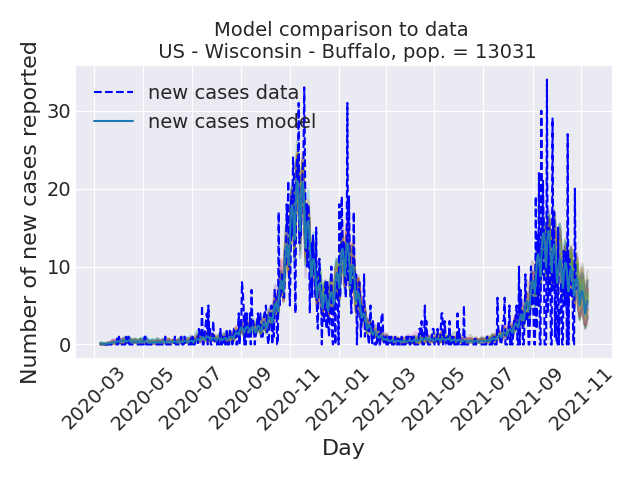 Model comparison to data
US - Wisconsin - Buffalo, pop. = 13031
Number of new cases reported
30
20
10
0
new cases data
new cases model
2020-03
2020-05
2020-07
2020-09
2020-11
2021-01
2021-03
2021-05
2021-07
2021-09
2021-11
Day